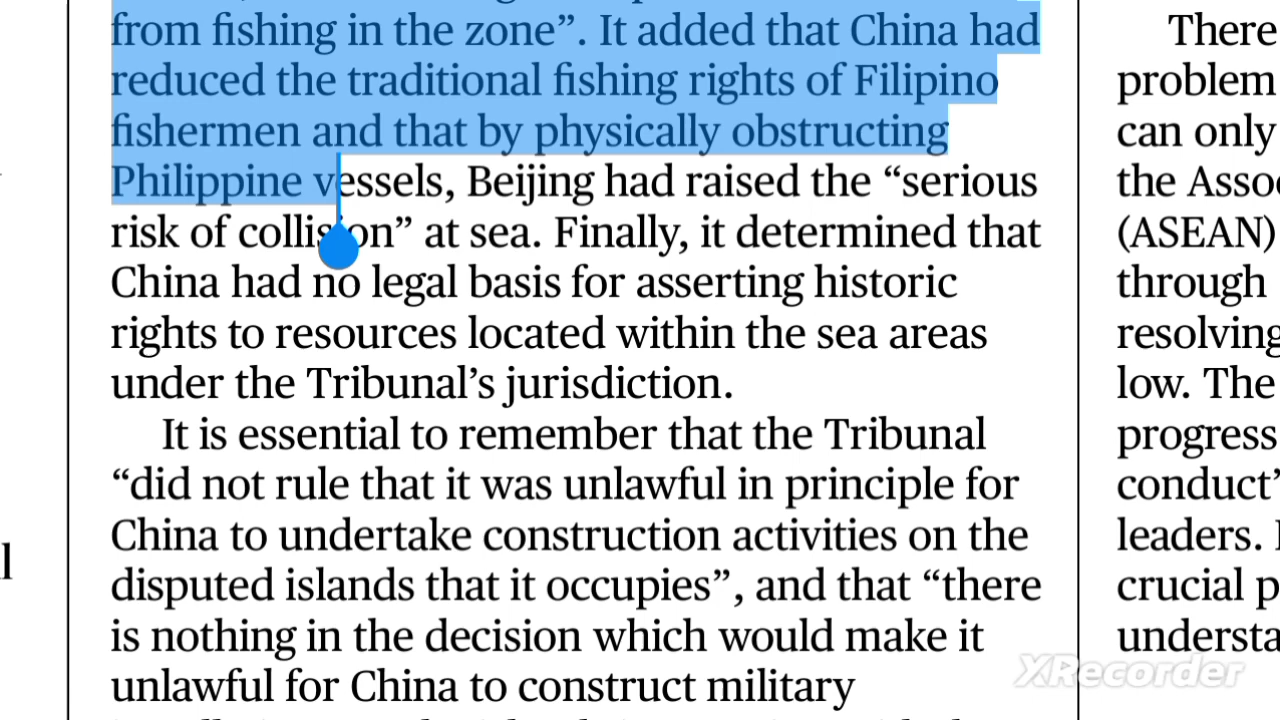 from fishing in the zone”. It added that China had
reduced the traditional fishing rights of Filipino
fishermen and that by physically obstructing
Philippine vessels, Beijing had raised the “serious
risk of collision” at sea. Finally, it determined that
China had no legal basis for asserting historic
rights to resources located within the sea areas
under the Tribunal’s jurisdiction.
It is essential to remember that the Tribunal
“did not rule that it was unlawful in principle for
China to undertake construction activities on the
disputed islands that it occupies”, and that “there
is nothing in the decision which would make it
unlawful for China to construct military
There
problem
can only
the Asso
(ASEAN)
through
resolving
low. The
progress
conduct’
leaders.
crucial p
understa
XRecorder